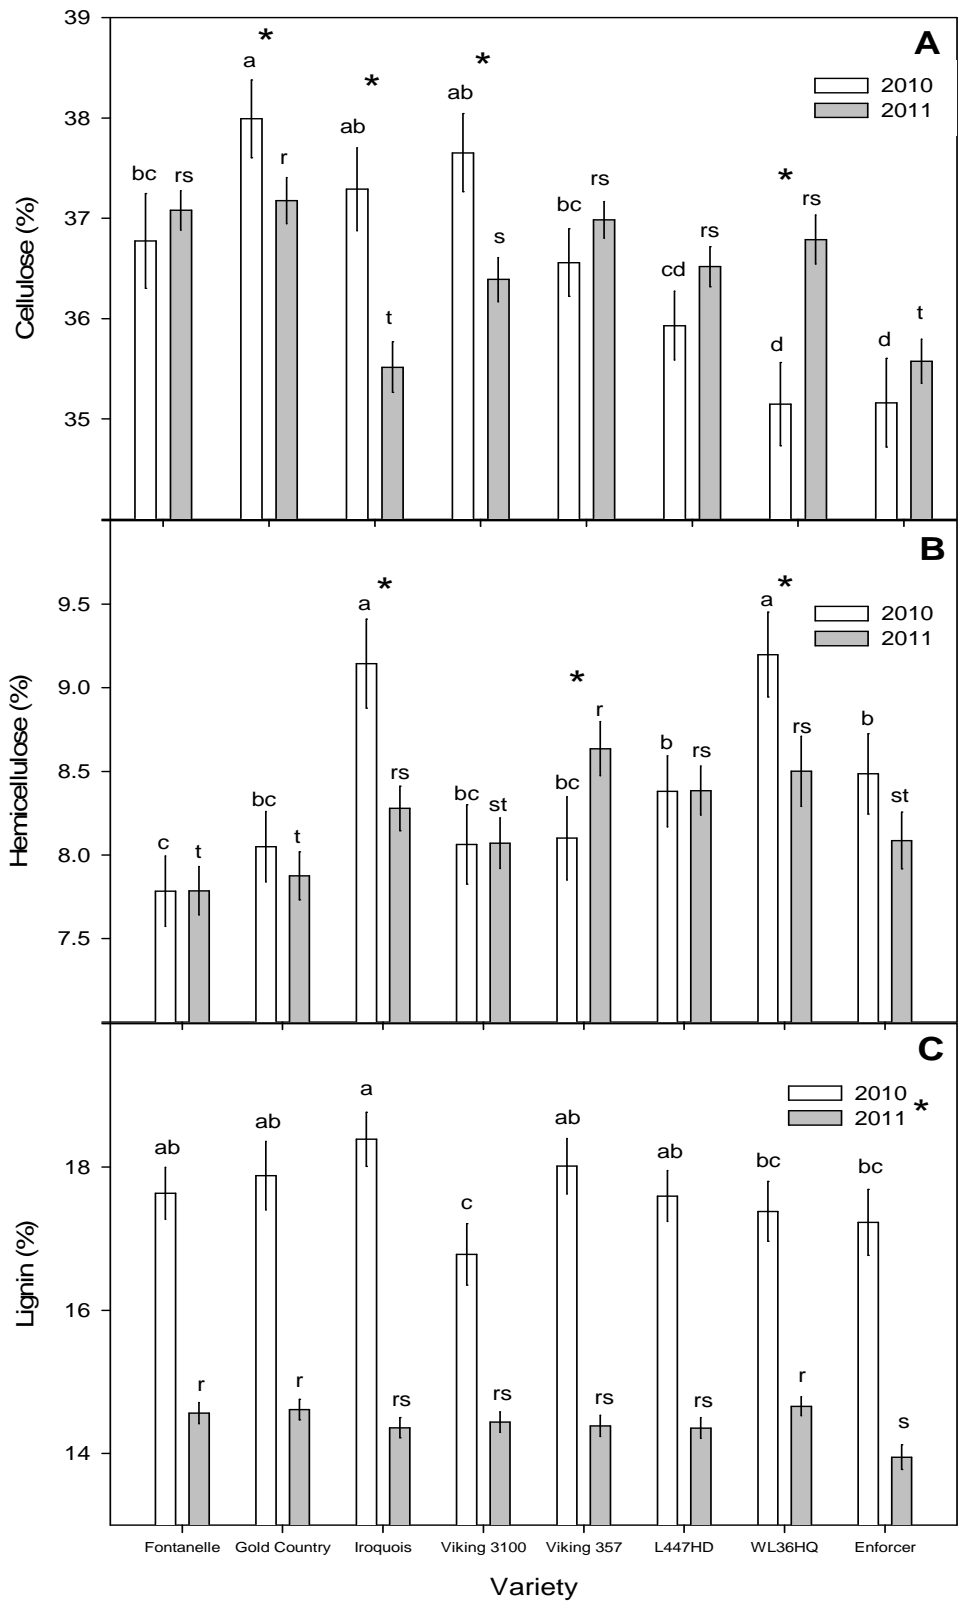 39
A
*
*
*
a
2010
38
ab
ab
2011
bc
rs
r
*
rs
bc
rs
rs
37
s
cd
Cellulose (%)
36
t
d
d
t
35
B
*
*
9.5
a
a
2010
2011
9.0
*
r
b
rs
b
8.5
rs
bc
bc
st
bc
st
Hemicellulose (%)
c
t
t
8.0
7.5
C
a
2010
*
2011
ab
ab
ab
ab
bc
bc
18
c
Lignin (%)
16
r
r
rs
rs
rs
rs
r
s
14
Fontanelle Gold Country Iroquois Viking 3100 Viking 357 L447HD WL36HQ Enforcer
Variety